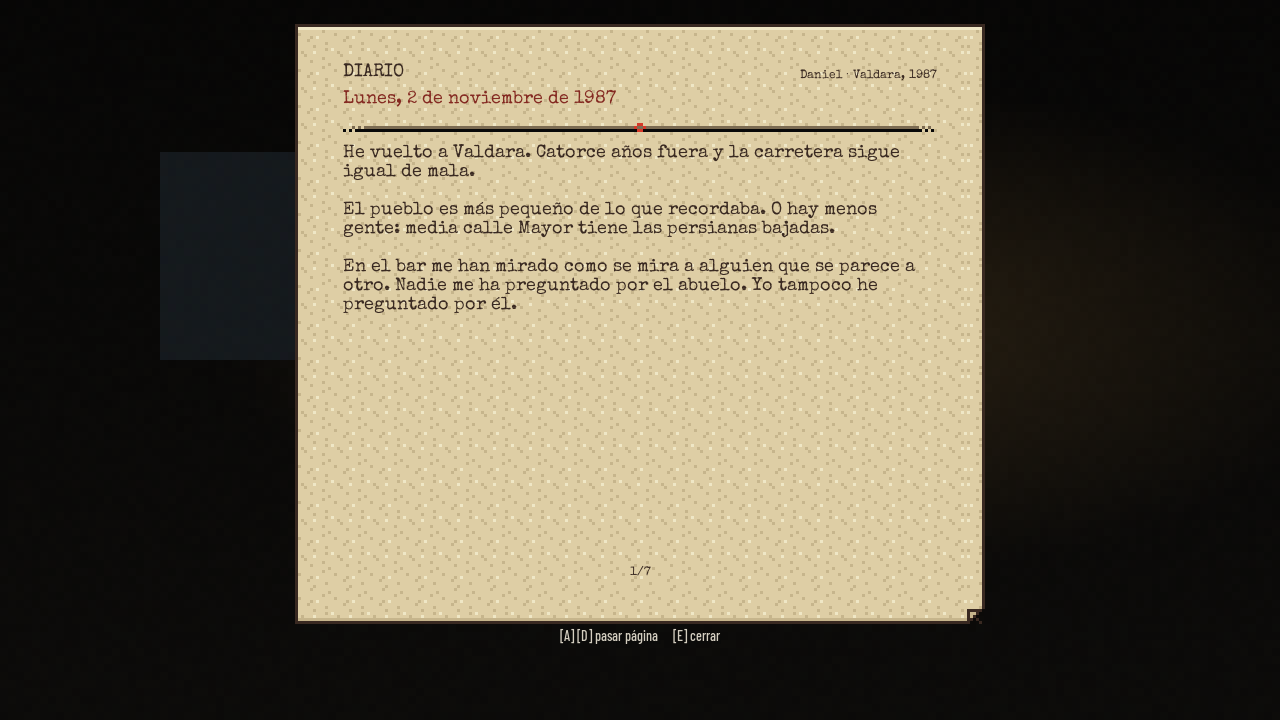 DIARIO
Daniel · Valdara, 1987
Lunes, 2 de noviembre de 1987
He vuelto a Valdara. Catorce años fuera y la carretera sigue
igual de mala.
El pueblo es más pequeño de lo que recordaba. O hay menos
gente: media calle Mayor tiene las persianas bajadas.
En el bar me han mirado como se mira a alguien que se parece a
otro. Nadie me ha preguntado por el abuelo. Yo tampoco he
preguntado por él.
1/7
[A][D] pasar página [E] cerrar